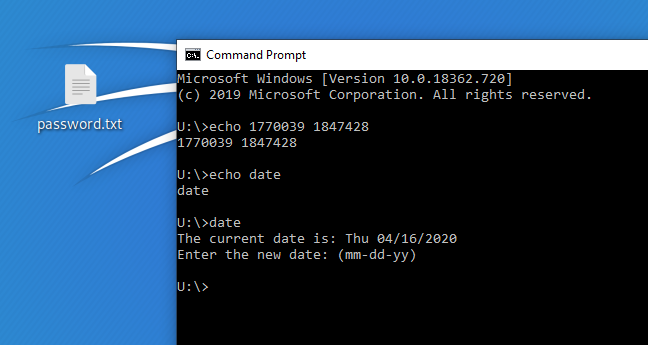 password.txt
Command Prompt
Microsoft Windows [Version 10.0.18362.720]
(c) 2019 Microsoft Corporation. All rights reserved.
U:\>echo 1770039 1847428
1770039 1847428
U:\>echo date
date
U:\>date
The current date is: Thu 04/16/2020
Enter the new date: (mm-dd-yy)
U:\>